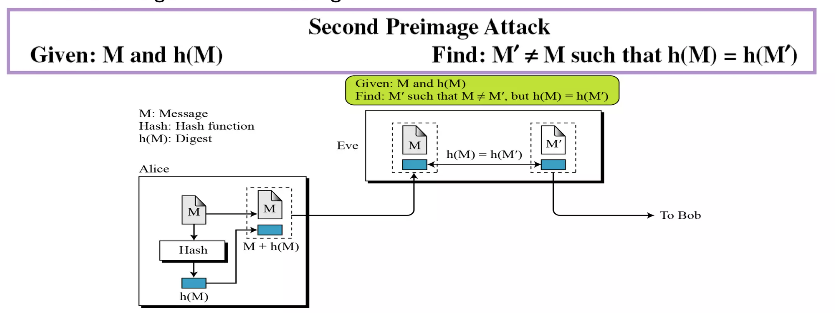 Second Preimage Attack
Given: M and h(M) Find: M′ ≠ M such that h(M) = h(M′)
Given: M and h(M)
Find: M′ such that M ≠ M′, but h(M) = h(M′)
M: Message
Hash: Hash function
h(M): Digest
Eve
M
h(M) = h(M′)
M′
Alice
M
M
Hash
M + h(M)
h(M)
To Bob